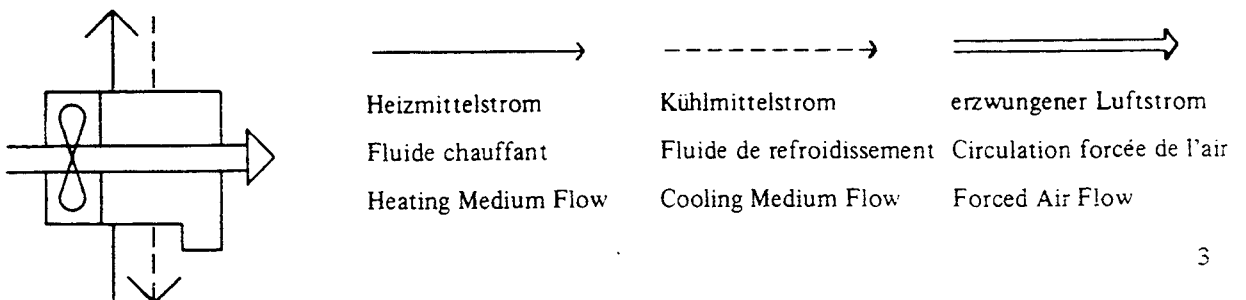 Heizmittelstrom
Kühlmittelstrom
erzwungener Luftstrom
Fluide chauffant
Fluide de refroidissement
Circulation forcée de l'air
Heating Medium Flow
Cooling Medium Flow
Forced Air Flow
3